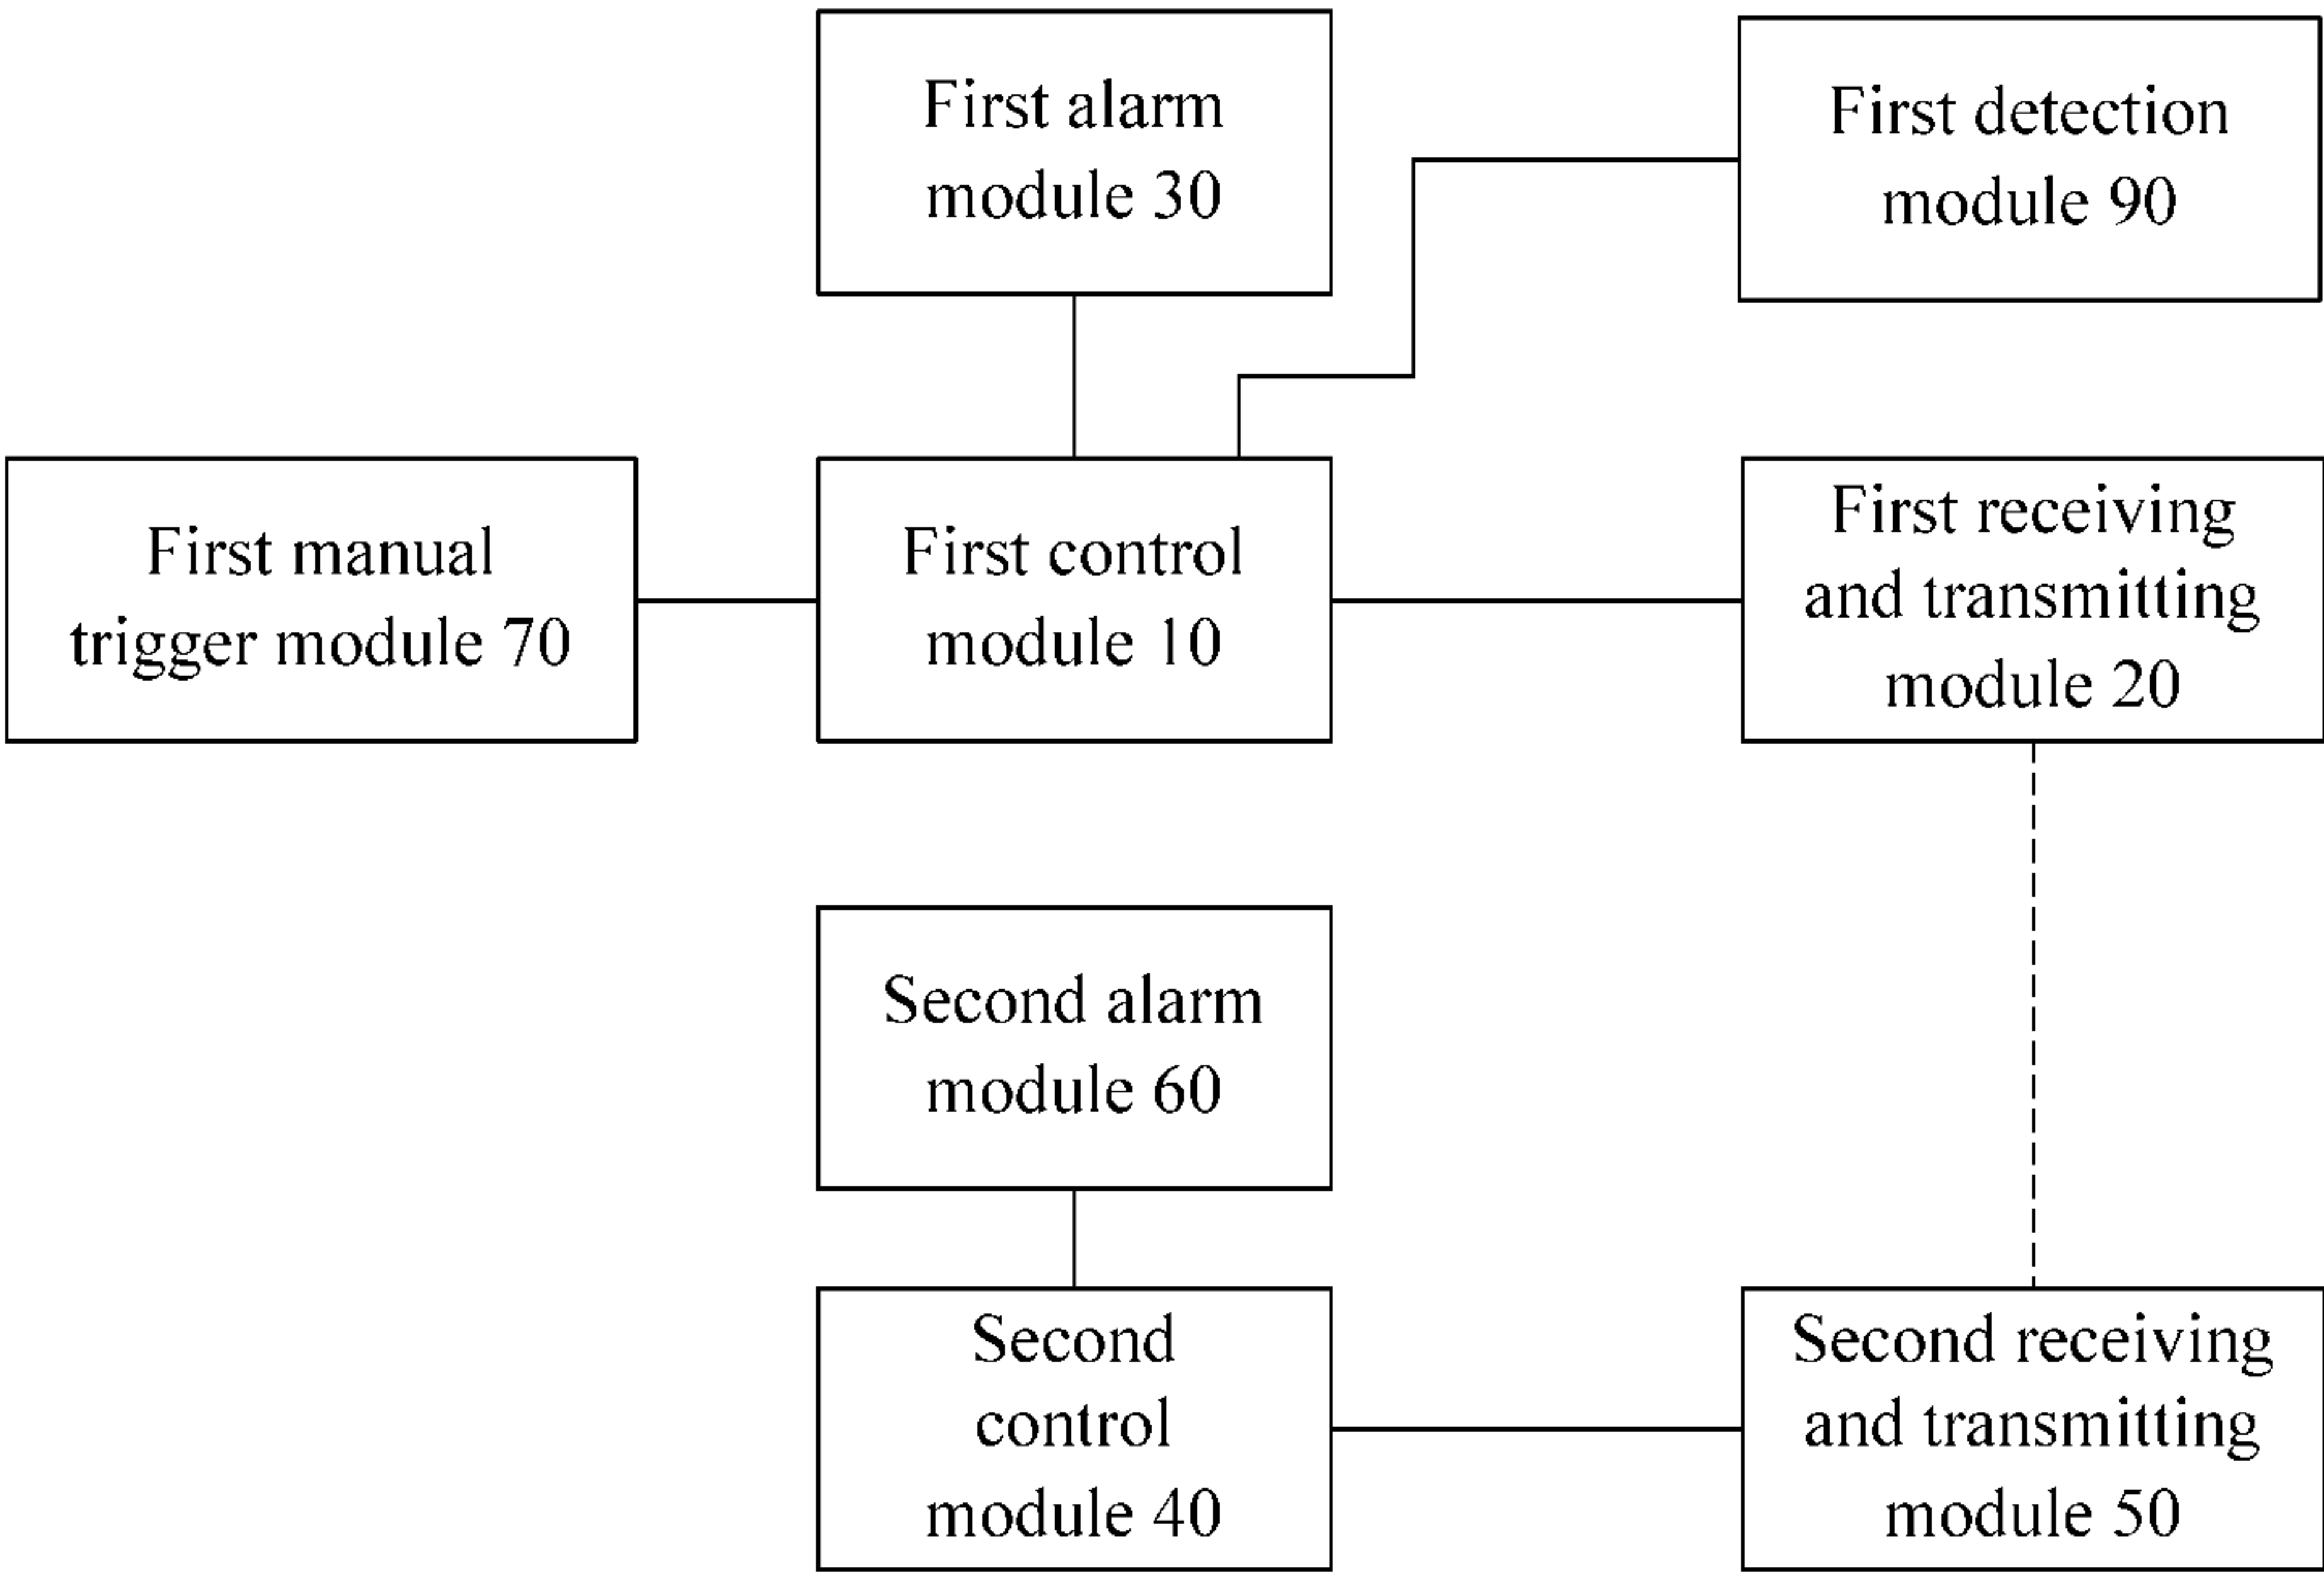 First alarm
module 30
First detection
module 90
First manual
trigger module 70
First control
module 10
First receiving
and transmitting
module 20
Second alarm
module 60
Second
control
module 40
Second receiving
and transmitting
module 50